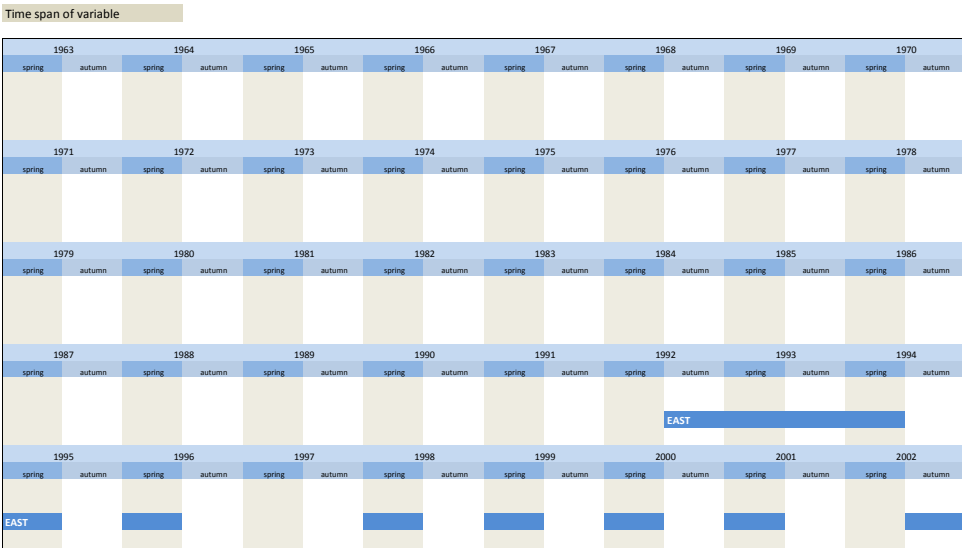 Time span of variable
1963 1964 1965 1966 1967 1968 1969 1970
spring autumn spring autumn spring autumn spring autumn spring autumn spring autumn spring autumn spring autumn
1971 1972 1973 1974 1975 1976 1977 1978
spring autumn spring autumn spring autumn spring autumn spring autumn spring autumn spring autumn spring autumn
1979 1980 1981 1982 1983 1984 1985 1986
spring autumn spring autumn spring autumn spring autumn spring autumn spring autumn spring autumn spring autumn
1987 1988 1989 1990 1991 1992 1993 1994
spring autumn spring autumn spring autumn spring autumn spring autumn spring autumn spring autumn spring autumn
EAST
1995 1996 1997 1998 1999 2000 2001 2002
spring autumn spring autumn spring autumn spring autumn spring autumn spring autumn spring autumn spring autumn
EAST